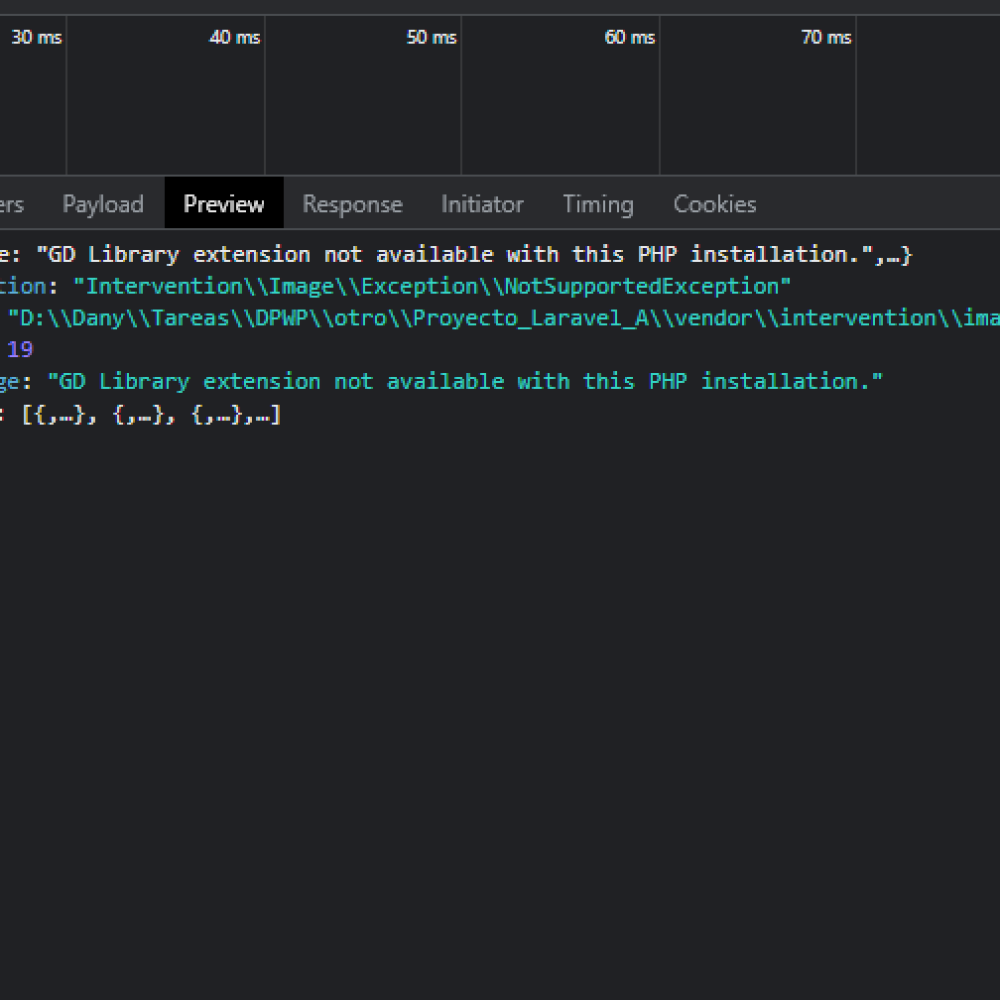 30 ms 40 ms 50 ms 60 ms 70 ms
ers Payload Preview Response Initiator Timing Cookies
e: "GD Library extension not available with this PHP installation.",…}
tion: "Intervention\\Image\\Exception\\NotSupportedException"
"D:\\Dany\\Tareas\\DPWP\\otro\\Proyecto_Laravel_A\\vendor\\intervention\\ima
19
ge: "GD Library extension not available with this PHP installation."
: [{,…}, {,…}, {,…},…]